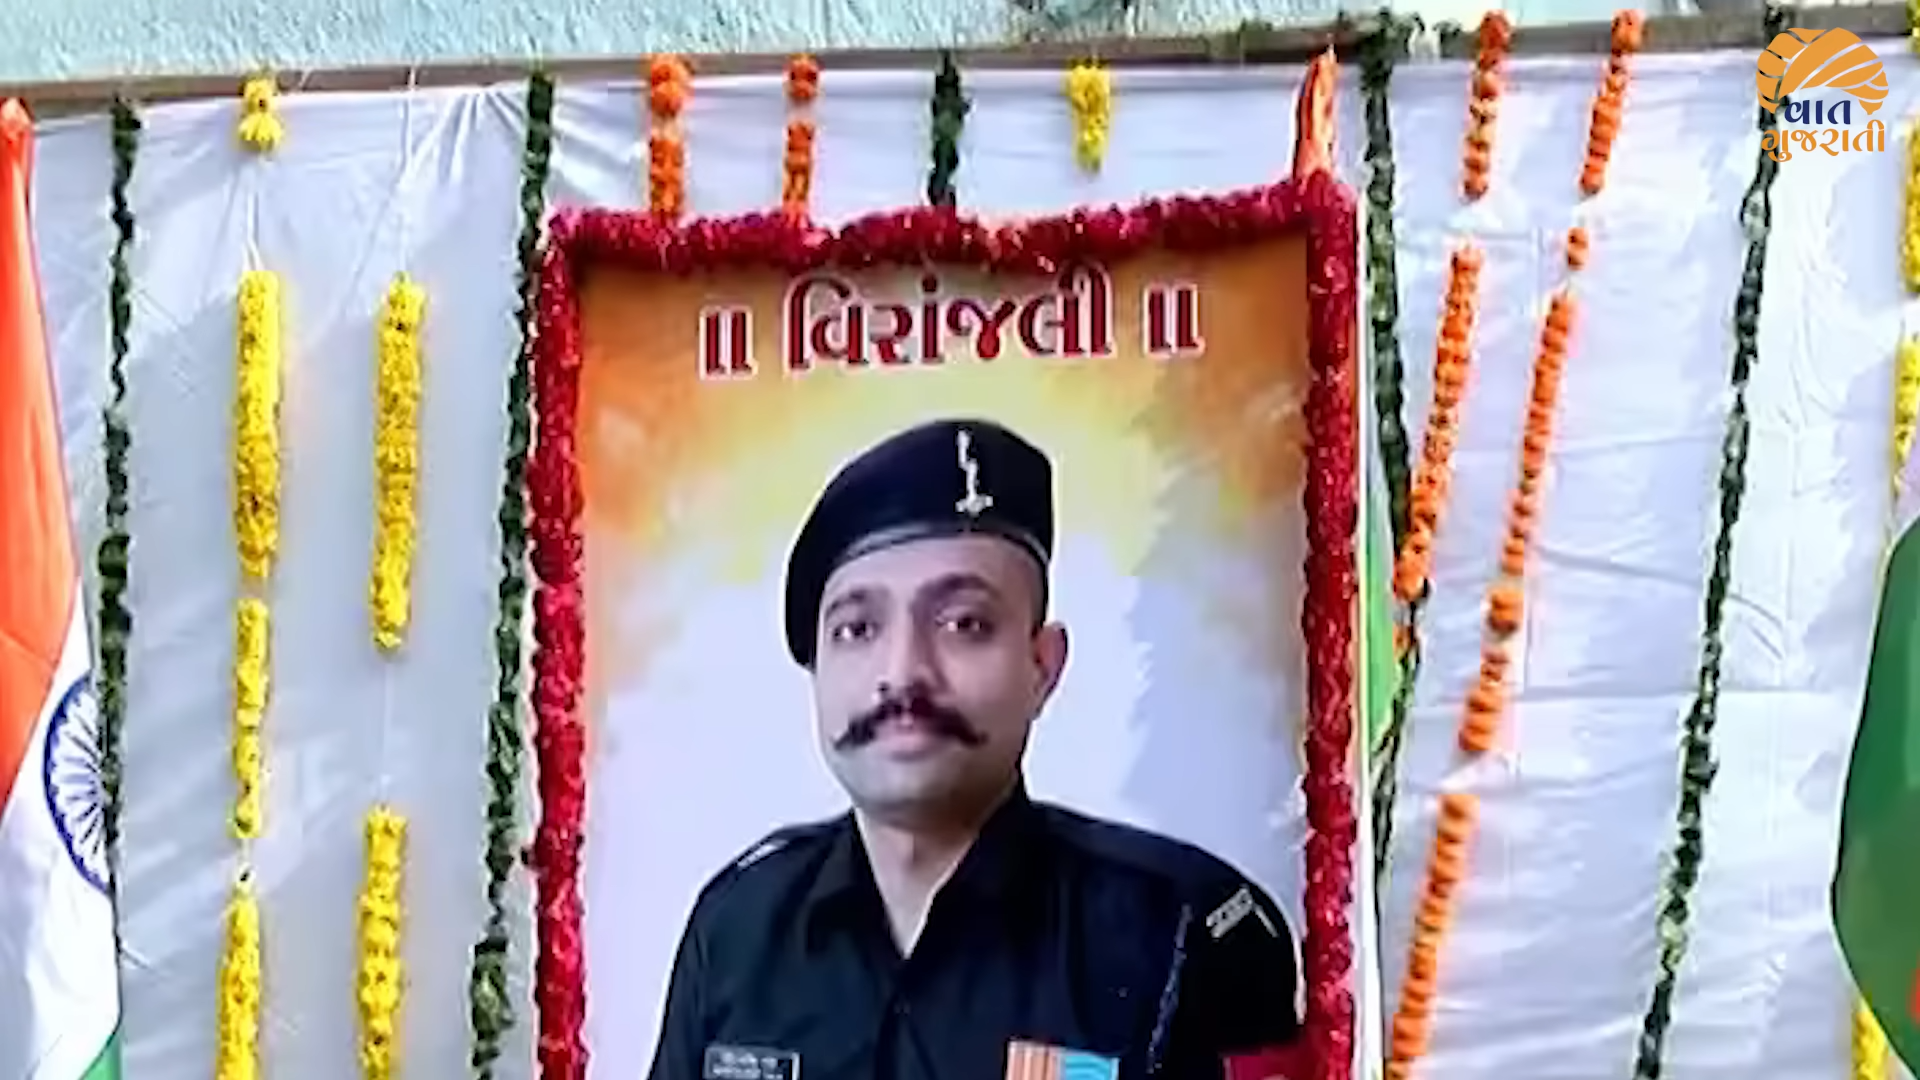 વાત
ગુજરાતી
॥ વિરાંજલી ॥